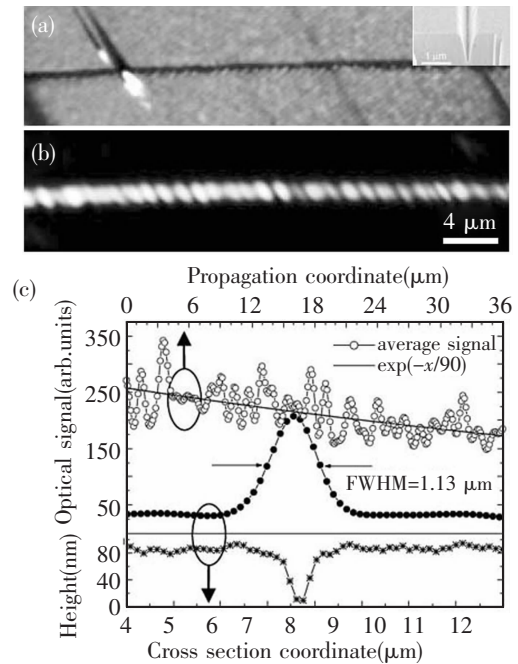 (a)
1 μm
(b)
4 μm
(c)
Propagation coordinate(μm)
0 6 12 18 24 30 36
Optical signal(arb.units)
350
250
150
50
average signal
exp(−x/90)
FWHM=1.13 μm
Height(nm)
80
40
0
4 5 6 7 8 9 10 11 12
Cross section coordinate(μm)